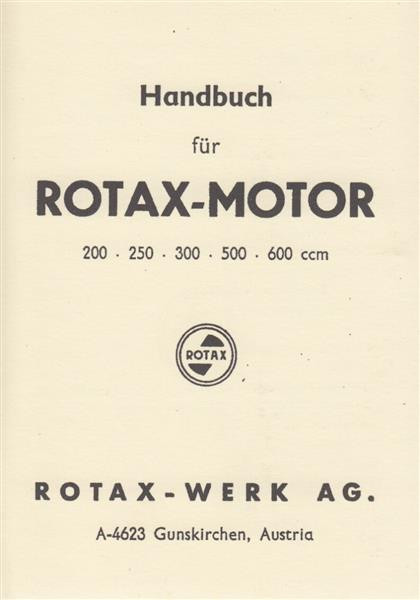 Handbuch
für
ROTAX-MOTOR
200 · 250 · 300 · 500 · 600 ccm
ROTAX
ROTAX-WERK AG.
A-4623 Gunskirchen, Austria